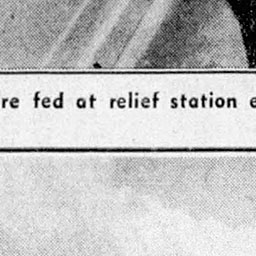 re fed at relief station e